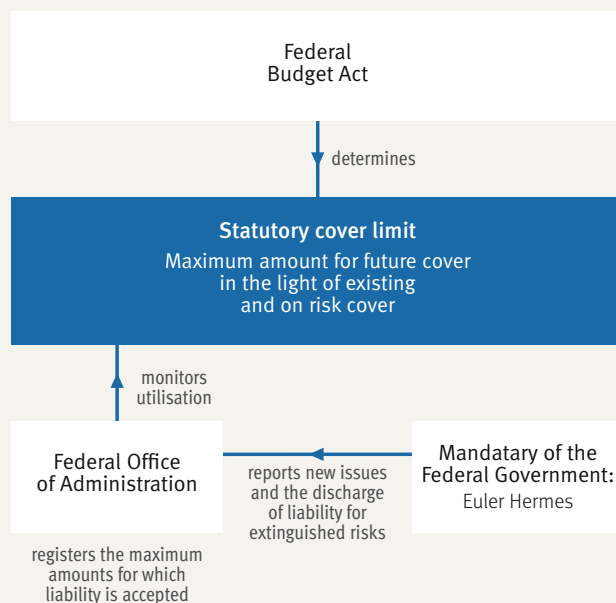 Federal
Budget Act
determines
Statutory cover limit
Maximum amount for future cover
in the light of existing
and on risk cover
monitors
utilisation
Federal Office
of Administration
reports new issues
and the discharge
of liability for
extinguished risks
Mandatary of the
Federal Government:
Euler Hermes
registers the maximum
amounts for which
liability is accepted